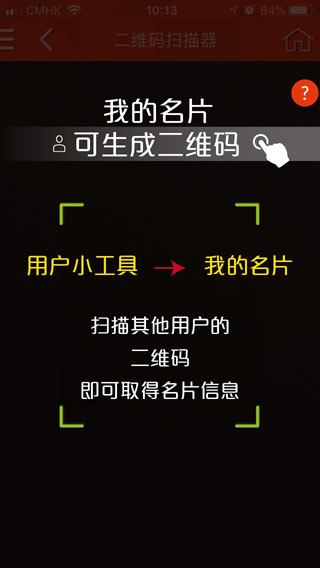 CMHK 10:13 84%
二维码扫描器
?
我的名片
可生成二维码
用户小工具 → 我的名片
扫描其他用户的
二维码
即可取得名片信息